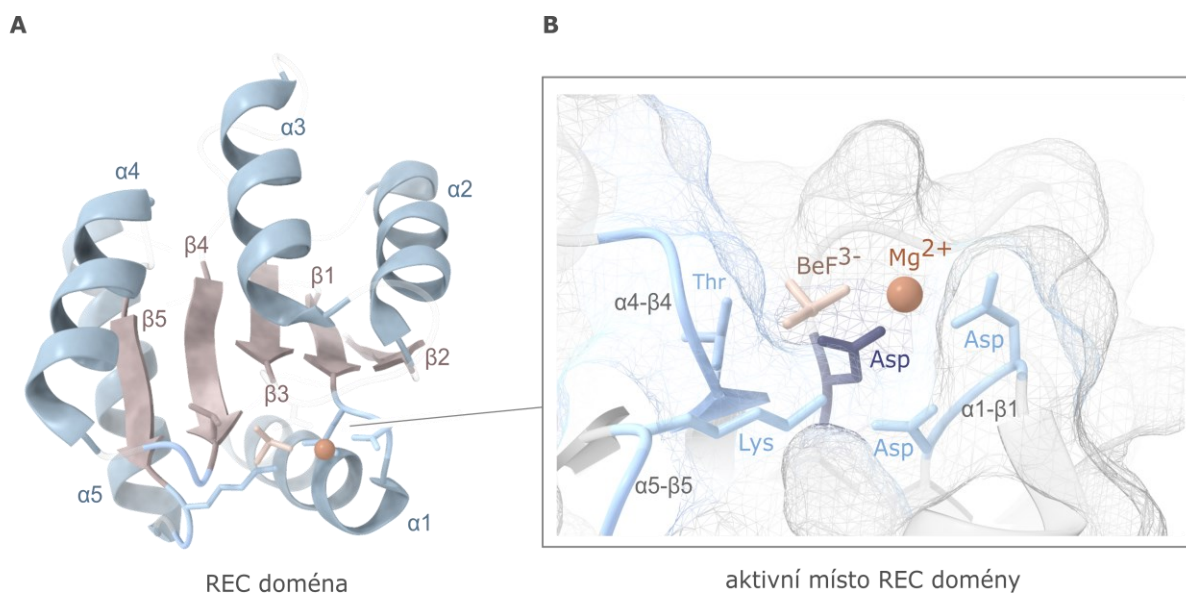 A
α3
α4
α2
β4
β1
β5
β2
β3
α5
α1
REC doména
B
BeF3-
Mg2+
Thr
α4-β4
Asp
Asp
α1-β1
Lys
Asp
α5-β5
aktivní místo REC domény